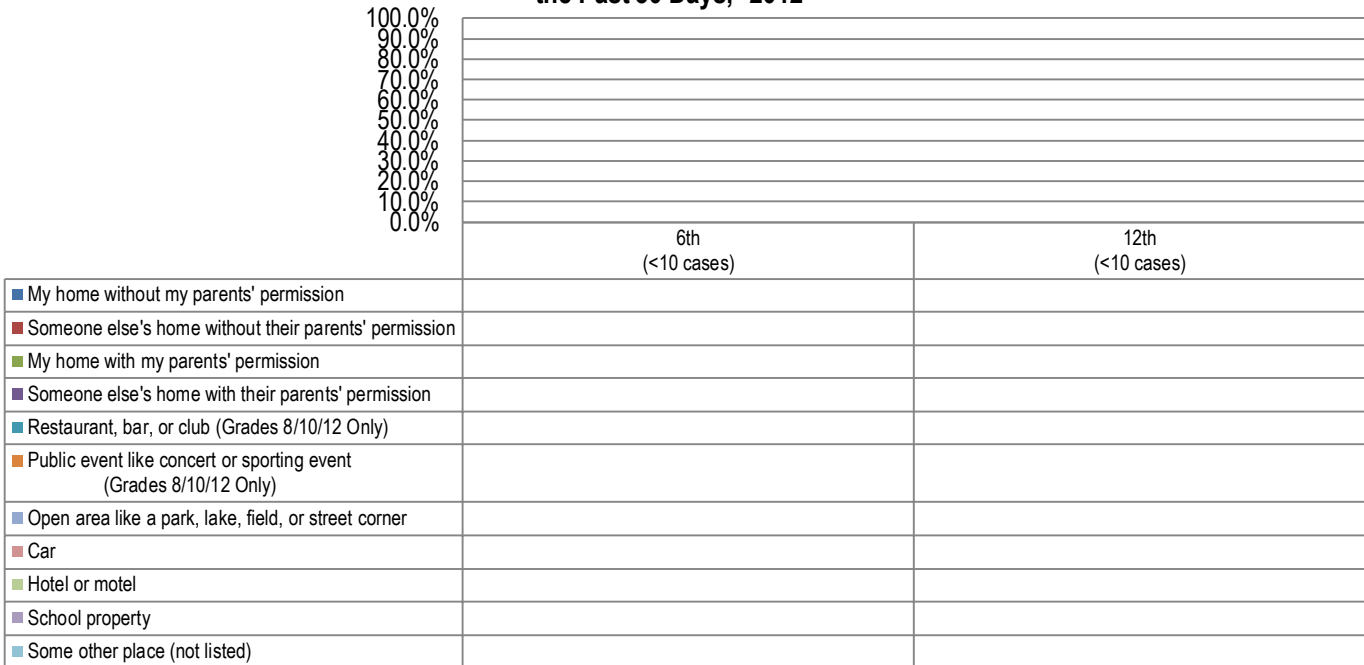 100.0%
90.0%
80.0%
70.0%
60.0%
50.0%
40.0%
30.0%
20.0%
10.0%
0.0%
6th
(<10 cases)
12th
(<10 cases)
My home without my parents' permission
Someone else's home without their parents' permission
My home with my parents' permission
Someone else's home with their parents' permission
Restaurant, bar, or club (Grades 8/10/12 Only)
Public event like concert or sporting event
(Grades 8/10/12 Only)
Open area like a park, lake, field, or street corner
Car
Hotel or motel
School property
Some other place (not listed)